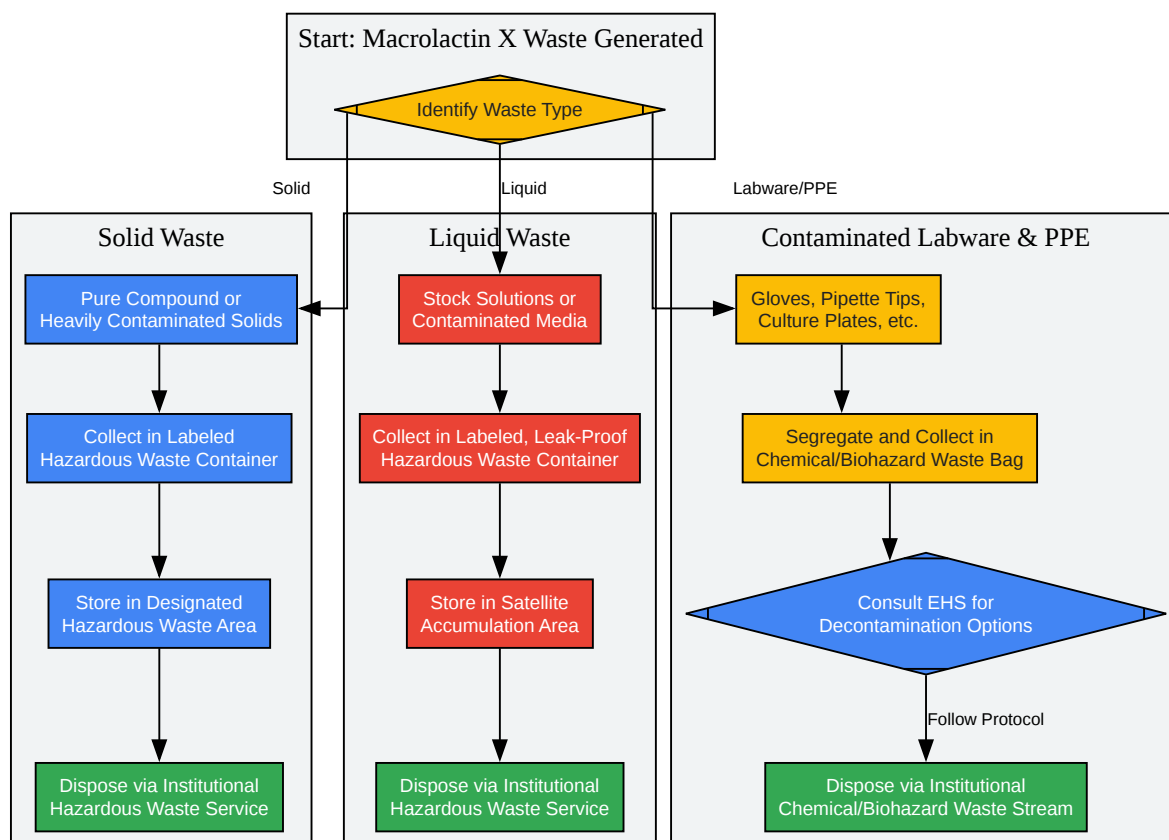 Start: Macrolactin X Waste Generated
Identify Waste Type
Solid
Liquid
Labware/PPE
Solid Waste
Pure Compound or
Heavily Contaminated Solids
Collect in Labeled
Hazardous Waste Container
Store in Designated
Hazardous Waste Area
Dispose via Institutional
Hazardous Waste Service
Liquid Waste
Stock Solutions or
Contaminated Media
Collect in Labeled, Leak-Proof
Hazardous Waste Container
Store in Satellite
Accumulation Area
Dispose via Institutional
Hazardous Waste Service
Contaminated Labware & PPE
Gloves, Pipette Tips,
Culture Plates, etc.
Segregate and Collect in
Chemical/Biohazard Waste Bag
Consult EHS for
Decontamination Options
Follow Protocol
Dispose via Institutional
Chemical/Biohazard Waste Stream